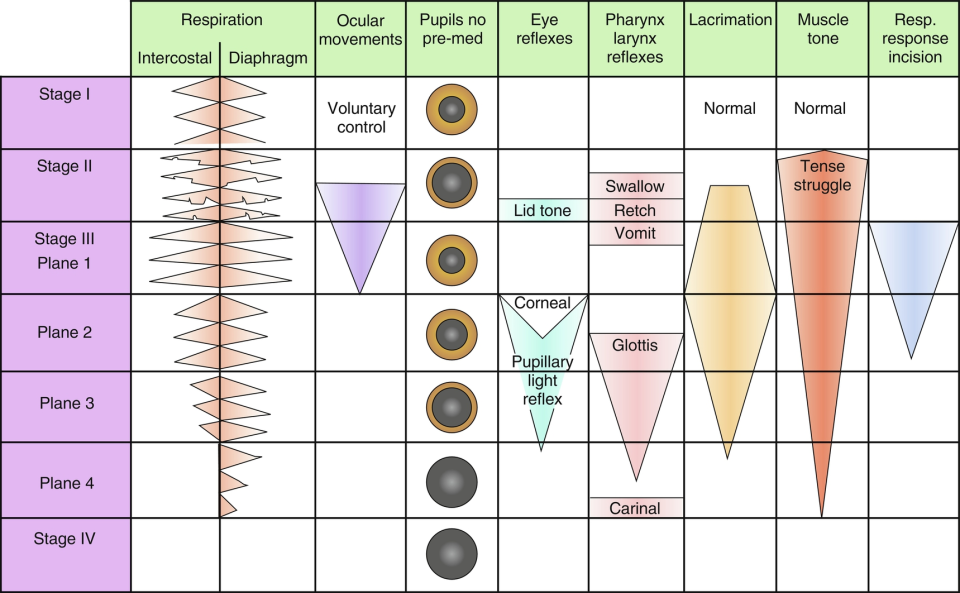 Respiration
Intercostal
Diaphragm
Ocular
movements
Pupils no
pre-med
Eye
reflexes
Pharynx
larynx
reflexes
Lacrimation
Muscle
tone
Resp.
response
incision
Stage I
Voluntary
control
Normal
Normal
Stage II
Lid tone
Swallow
Retch
Vomit
Tense
struggle
Stage III
Plane 1
Plane 2
Corneal
Pupillary
light
reflex
Glottis
Plane 3
Plane 4
Carinal
Stage IV